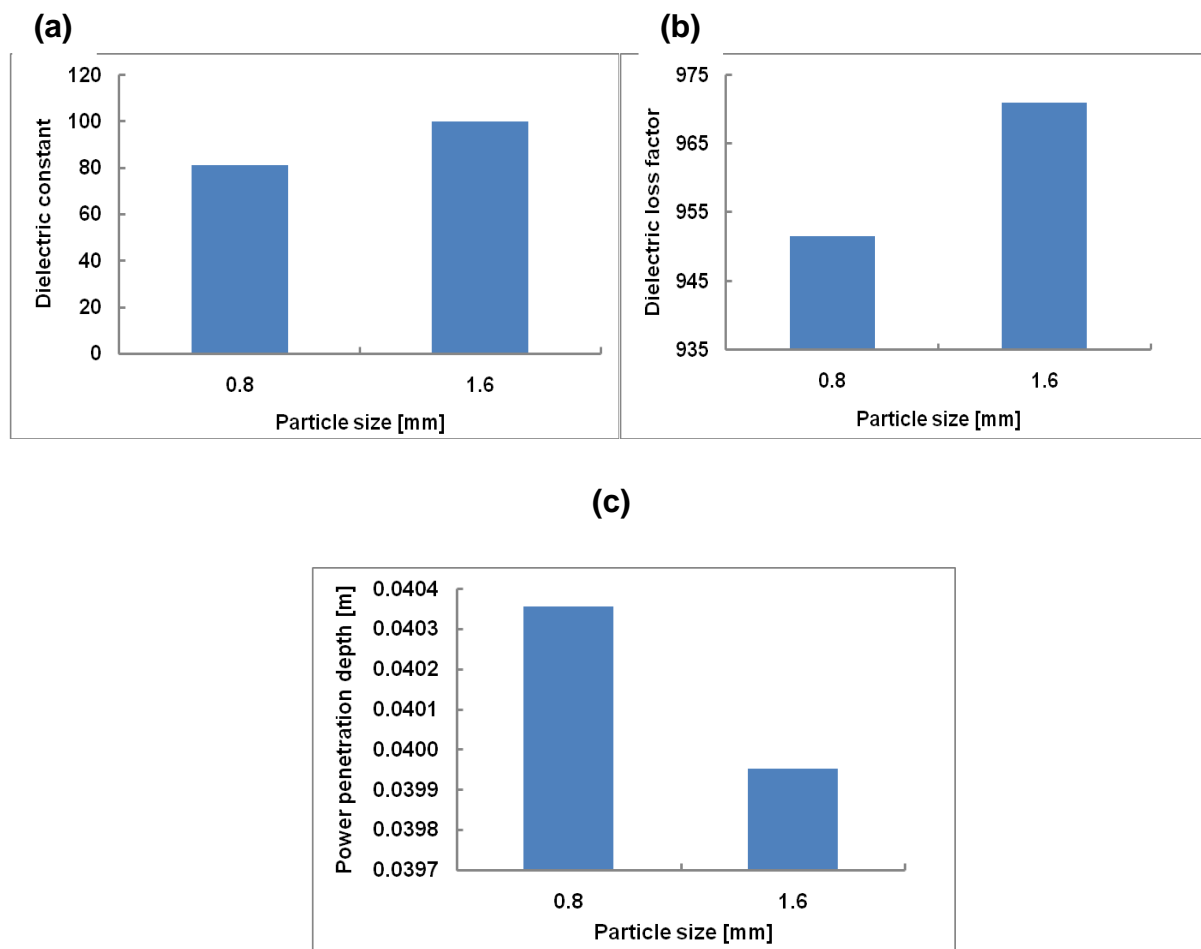 (a)
(b)
Dielectric constant
120
100
80
60
40
20
0
0.8
1.6
Particle size [mm]
Dielectric loss factor
975
965
955
945
935
0.8
1.6
Particle size [mm]
(c)
Power penetration depth [m]
0.0404
0.0403
0.0402
0.0401
0.0400
0.0399
0.0398
0.0397
0.8
1.6
Particle size [mm]